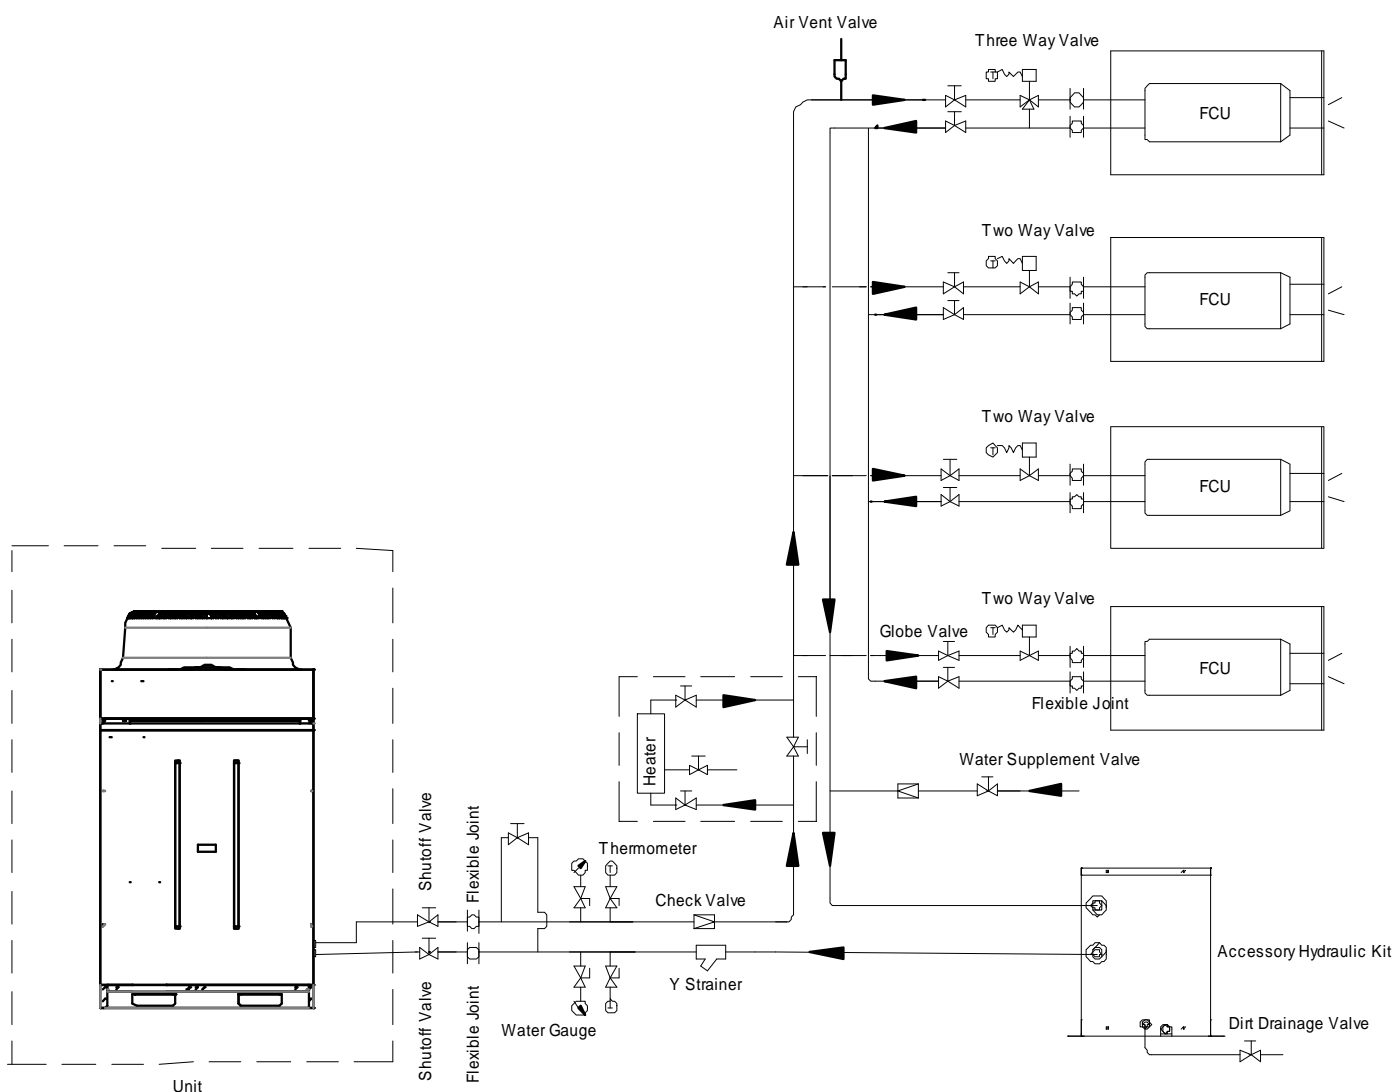 Air Vent Valve
Three Way Valve
T
FCU
Two Way Valve
T
FCU
Two Way Valve
T
FCU
Two Way Valve
Globe Valve
T
FCU
Flexible Joint
Heater
Water Supplement Valve
Shutoff Valve
Flexible Joint
Thermometer
T
Check Valve
Y Strainer
Accessory Hydraulic Kit
Shutoff Valve
Flexible Joint
Water Gauge
T
Dirt Drainage Valve
Unit